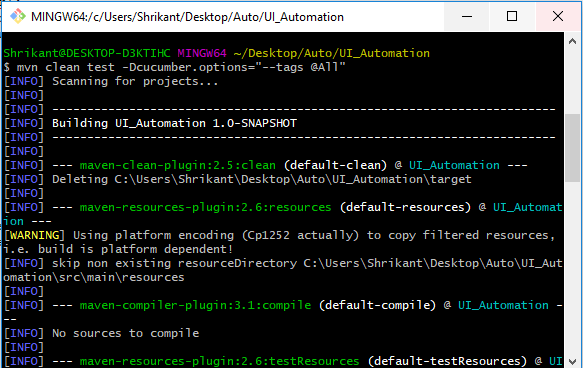 MINGW64:/c/Users/Shrikant/Desktop/Auto/UI_Automation
Shrikant@DESKTOP-D3KTIHC MINGW64 ~/Desktop/Auto/UI_Automation
$ mvn clean test -Dcucumber.options="--tags @All"
[INFO] Scanning for projects...
[INFO]
[INFO] ------------------------------------------------------------------------
[INFO] Building UI_Automation 1.0-SNAPSHOT
[INFO] ------------------------------------------------------------------------
[INFO]
[INFO] --- maven-clean-plugin:2.5:clean (default-clean) @ UI_Automation ---
[INFO] Deleting C:\Users\Shrikant\Desktop\Auto\UI_Automation\target
[INFO]
[INFO] --- maven-resources-plugin:2.6:resources (default-resources) @ UI_Automat
ion ---
[WARNING] Using platform encoding (Cp1252 actually) to copy filtered resources,
i.e. build is platform dependent!
[INFO] skip non existing resourceDirectory C:\Users\Shrikant\Desktop\Auto\UI_Aut
omation\src\main\resources
[INFO]
[INFO] --- maven-compiler-plugin:3.1:compile (default-compile) @ UI_Automation -
--
[INFO] No sources to compile
[INFO]
[INFO] --- maven-resources-plugin:2.6:testResources (default-testResources) @ UI